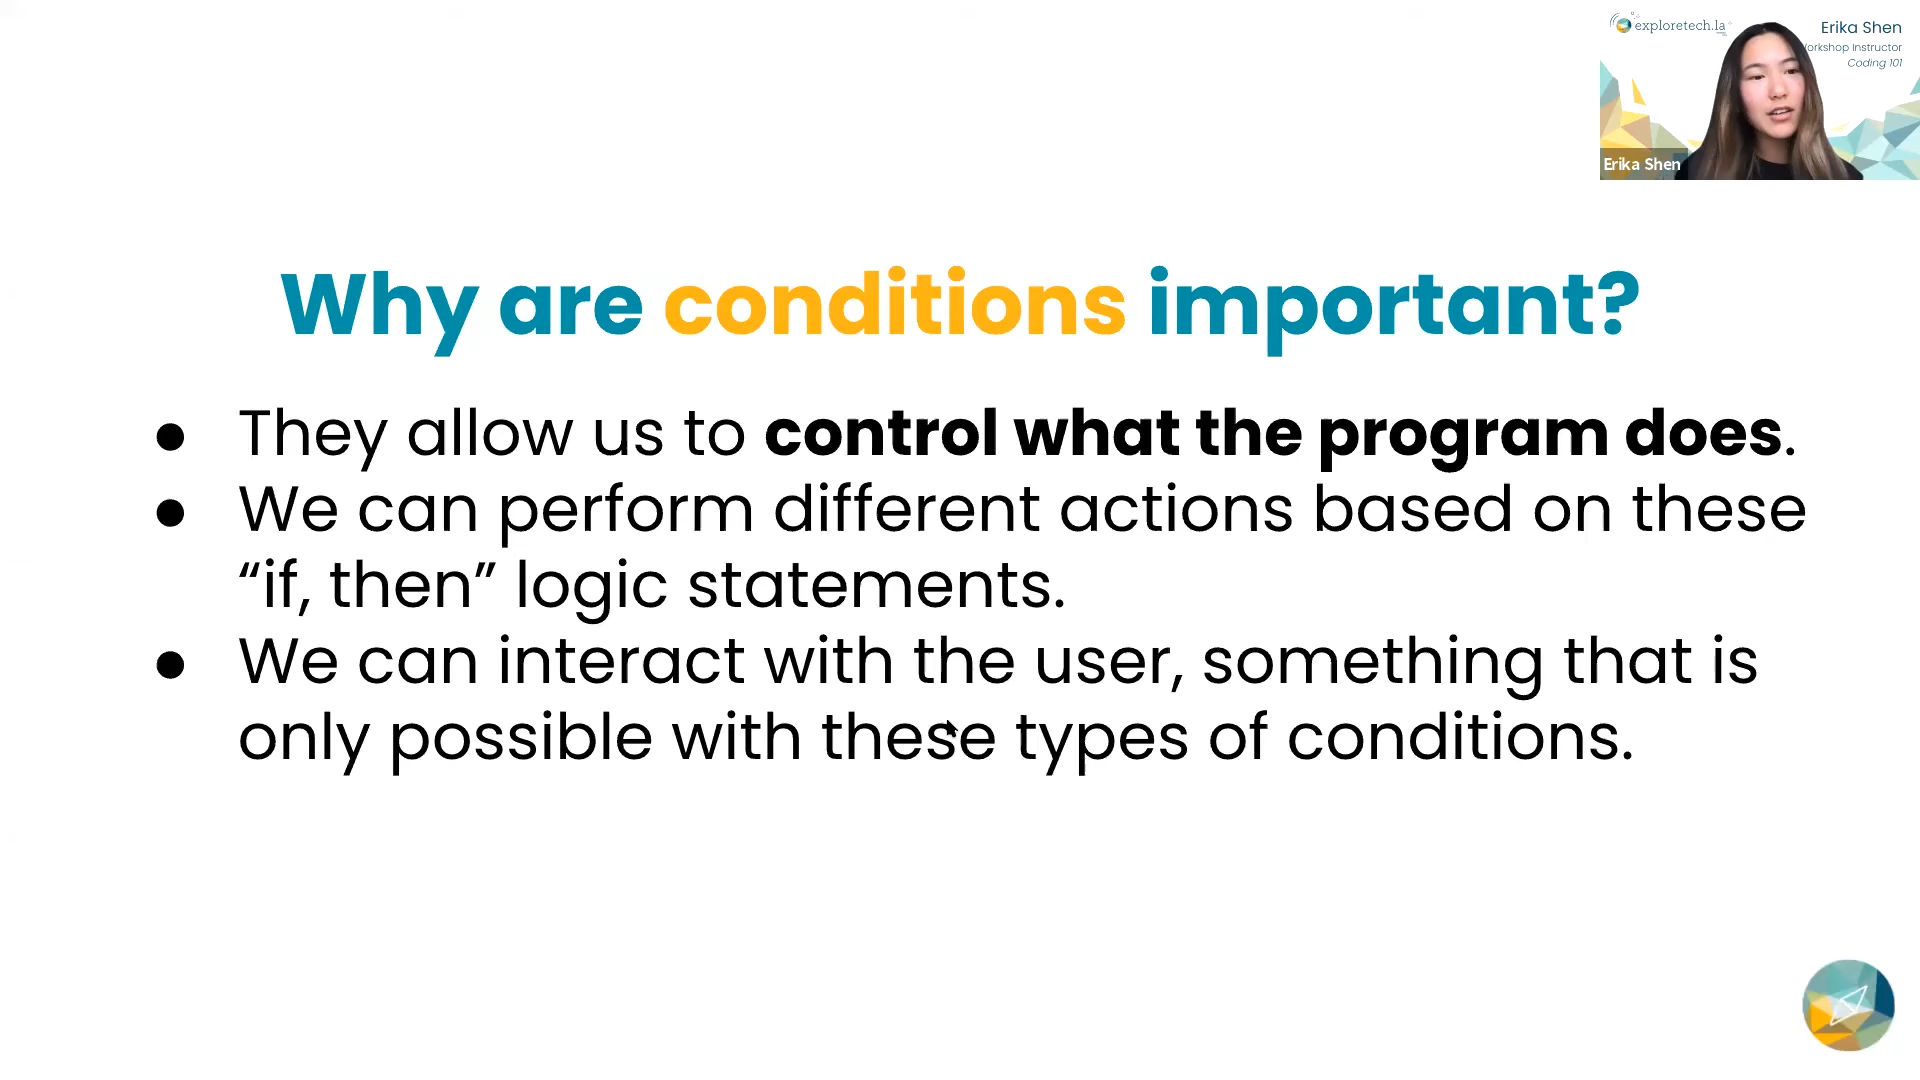 exploretech.la
Erika Shen
Workshop Instructor
Coding 101
Erika Shen
Why are conditions important?
● They allow us to control what the program does.
● We can perform different actions based on these
“if, then” logic statements.
● We can interact with the user, something that is
only possible with these types of conditions.